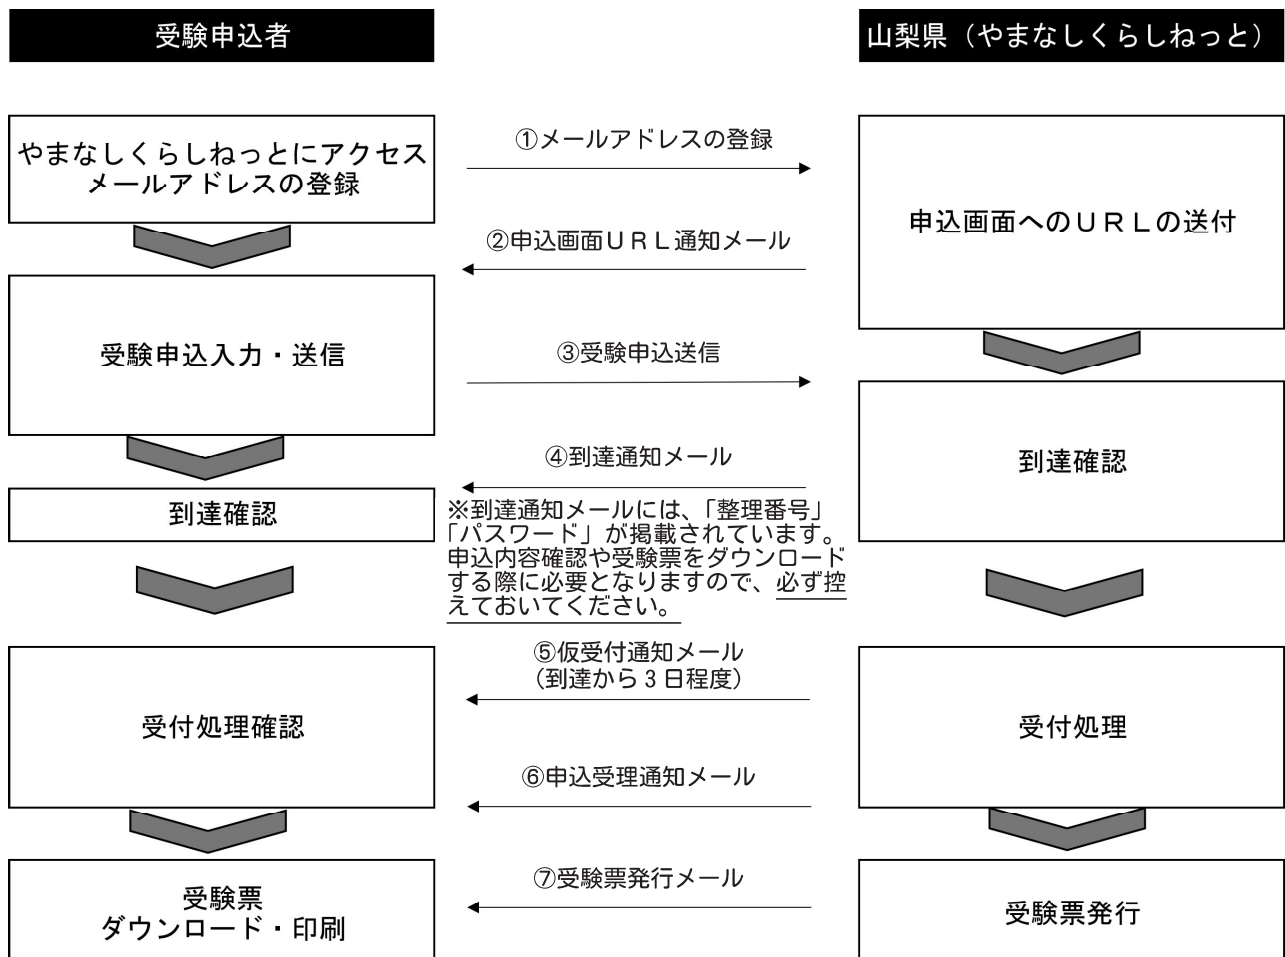 受験申込者
山梨県（やまなしくらしねっと）
やまなしくらしねっとにアクセス
メールアドレスの登録
①メールアドレスの登録
申込画面へのＵＲＬの送付
②申込画面ＵＲＬ通知メール
受験申込入力・送信
③受験申込送信
④到達通知メール
到達確認
到達確認
※到達通知メールには、「整理番号」
「パスワード」が掲載されています。
申込内容確認や受験票をダウンロード
する際に必要となりますので、必ず控
えておいてください。
⑤仮受付通知メール
（到達から３日程度）
受付処理確認
受付処理
⑥申込受理通知メール
⑦受験票発行メール
受験票
ダウンロード・印刷
受験票発行